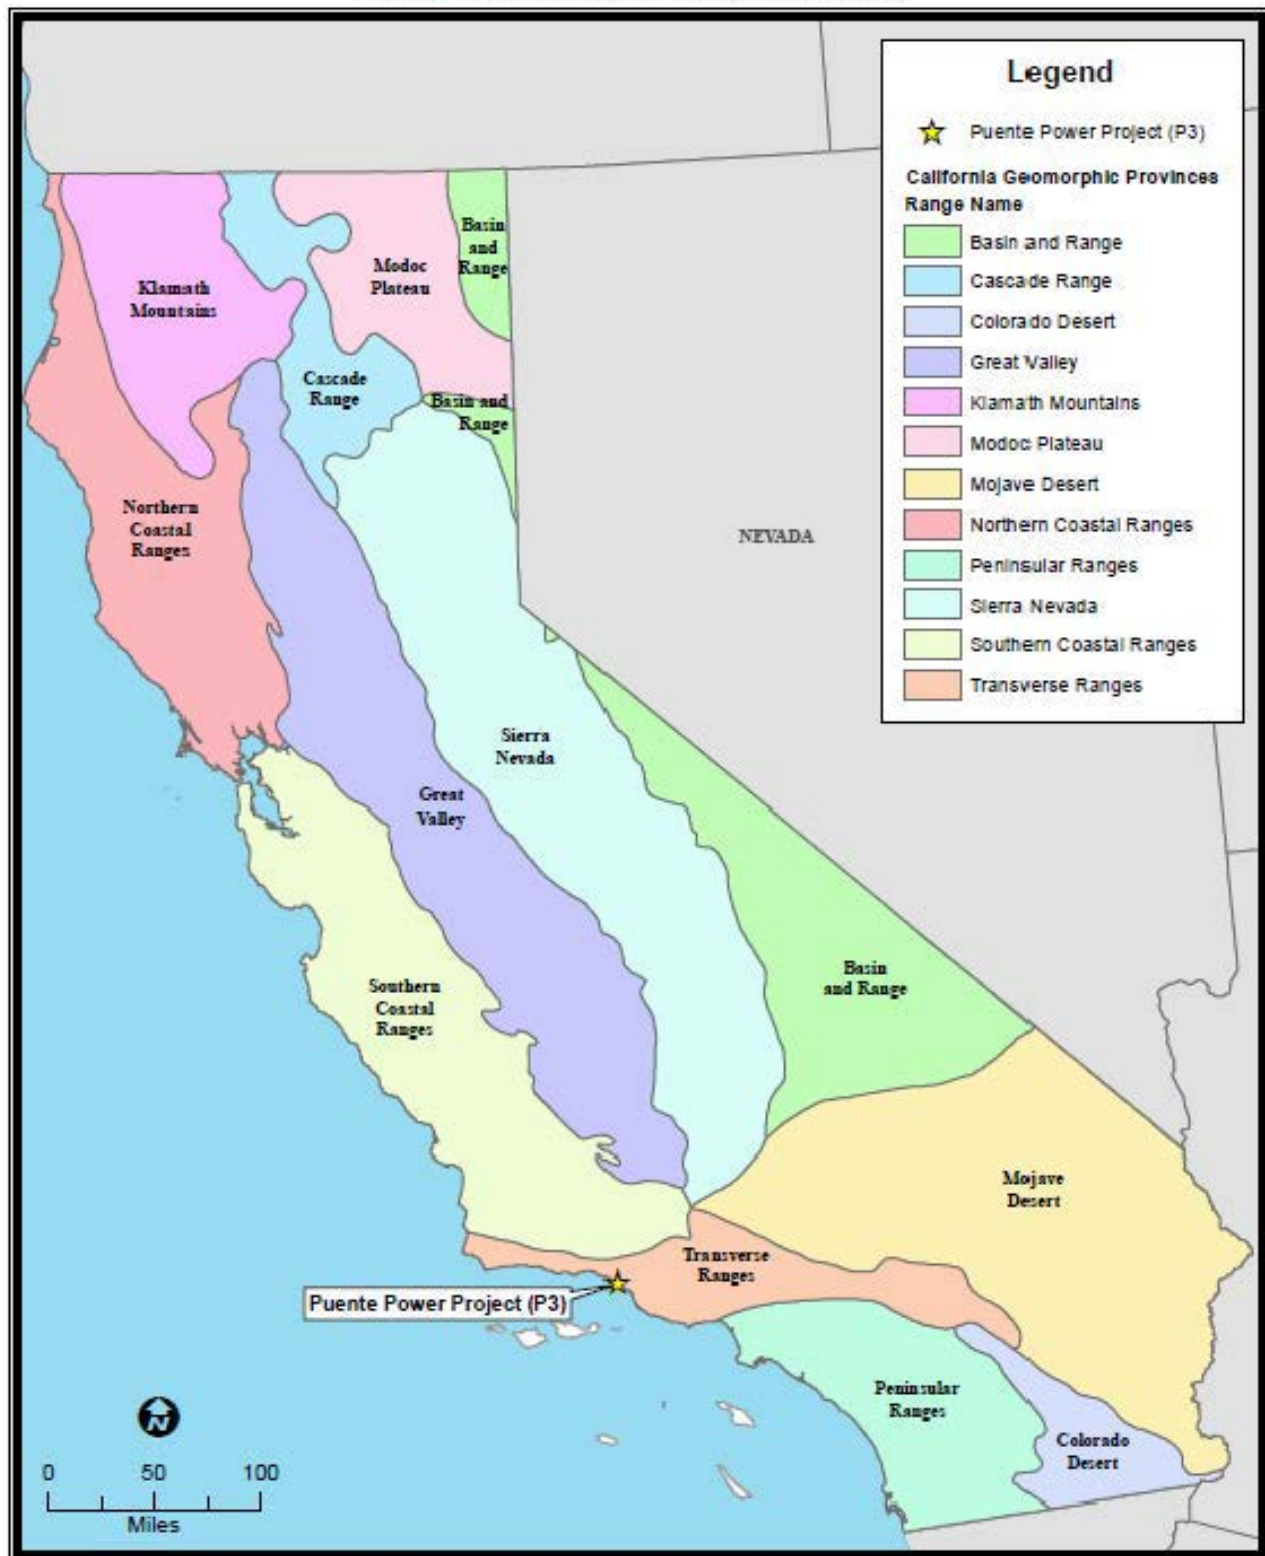 Legend
Puente Power Project (P3)
California Geomorphic Provinces
Range Name
Basin and Range
Cascade Range
Colorado Desert
Great Valley
Klamath Mountains
Modoc Plateau
Mojave Desert
Northern Coastal Ranges
Peninsular Ranges
Sierra Nevada
Southern Coastal Ranges
Transverse Ranges
Basin
and
Range
Modoc
Plateau
Klamath
Mountains
Cascade
Range
Basin and
Range
Northern
Coastal
Ranges
NEVADA
Sierra
Nevada
Great
Valley
Basin
and Range
Southern
Coastal
Ranges
Mojave
Desert
Transverse
Ranges
Puente Power Project (P3)
Peninsular
Ranges
Colorado
Desert
N
0 50 100
Miles